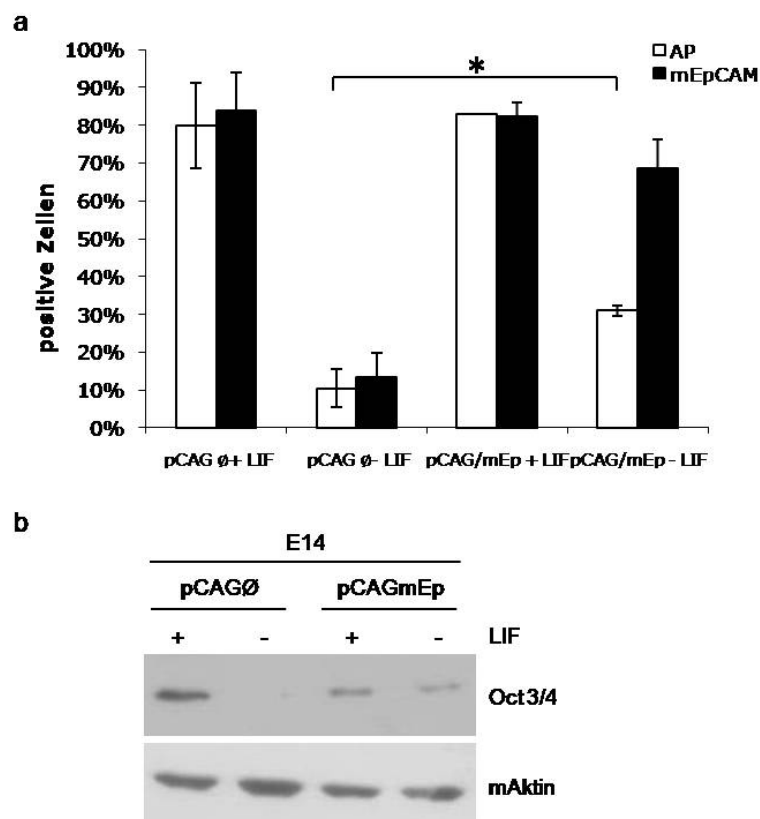 a
AP
mEpCAM
*
positive Zellen
100%
90%
80%
70%
60%
50%
40%
30%
20%
10%
0%
pCAG ø+ LIF
pCAG ø- LIF
pCAG/mEp + LIF
pCAG/mEp - LIF
b
E14
pCAGØ
pCAGmEp
+ - + - LIF
Oct3/4
mAktin